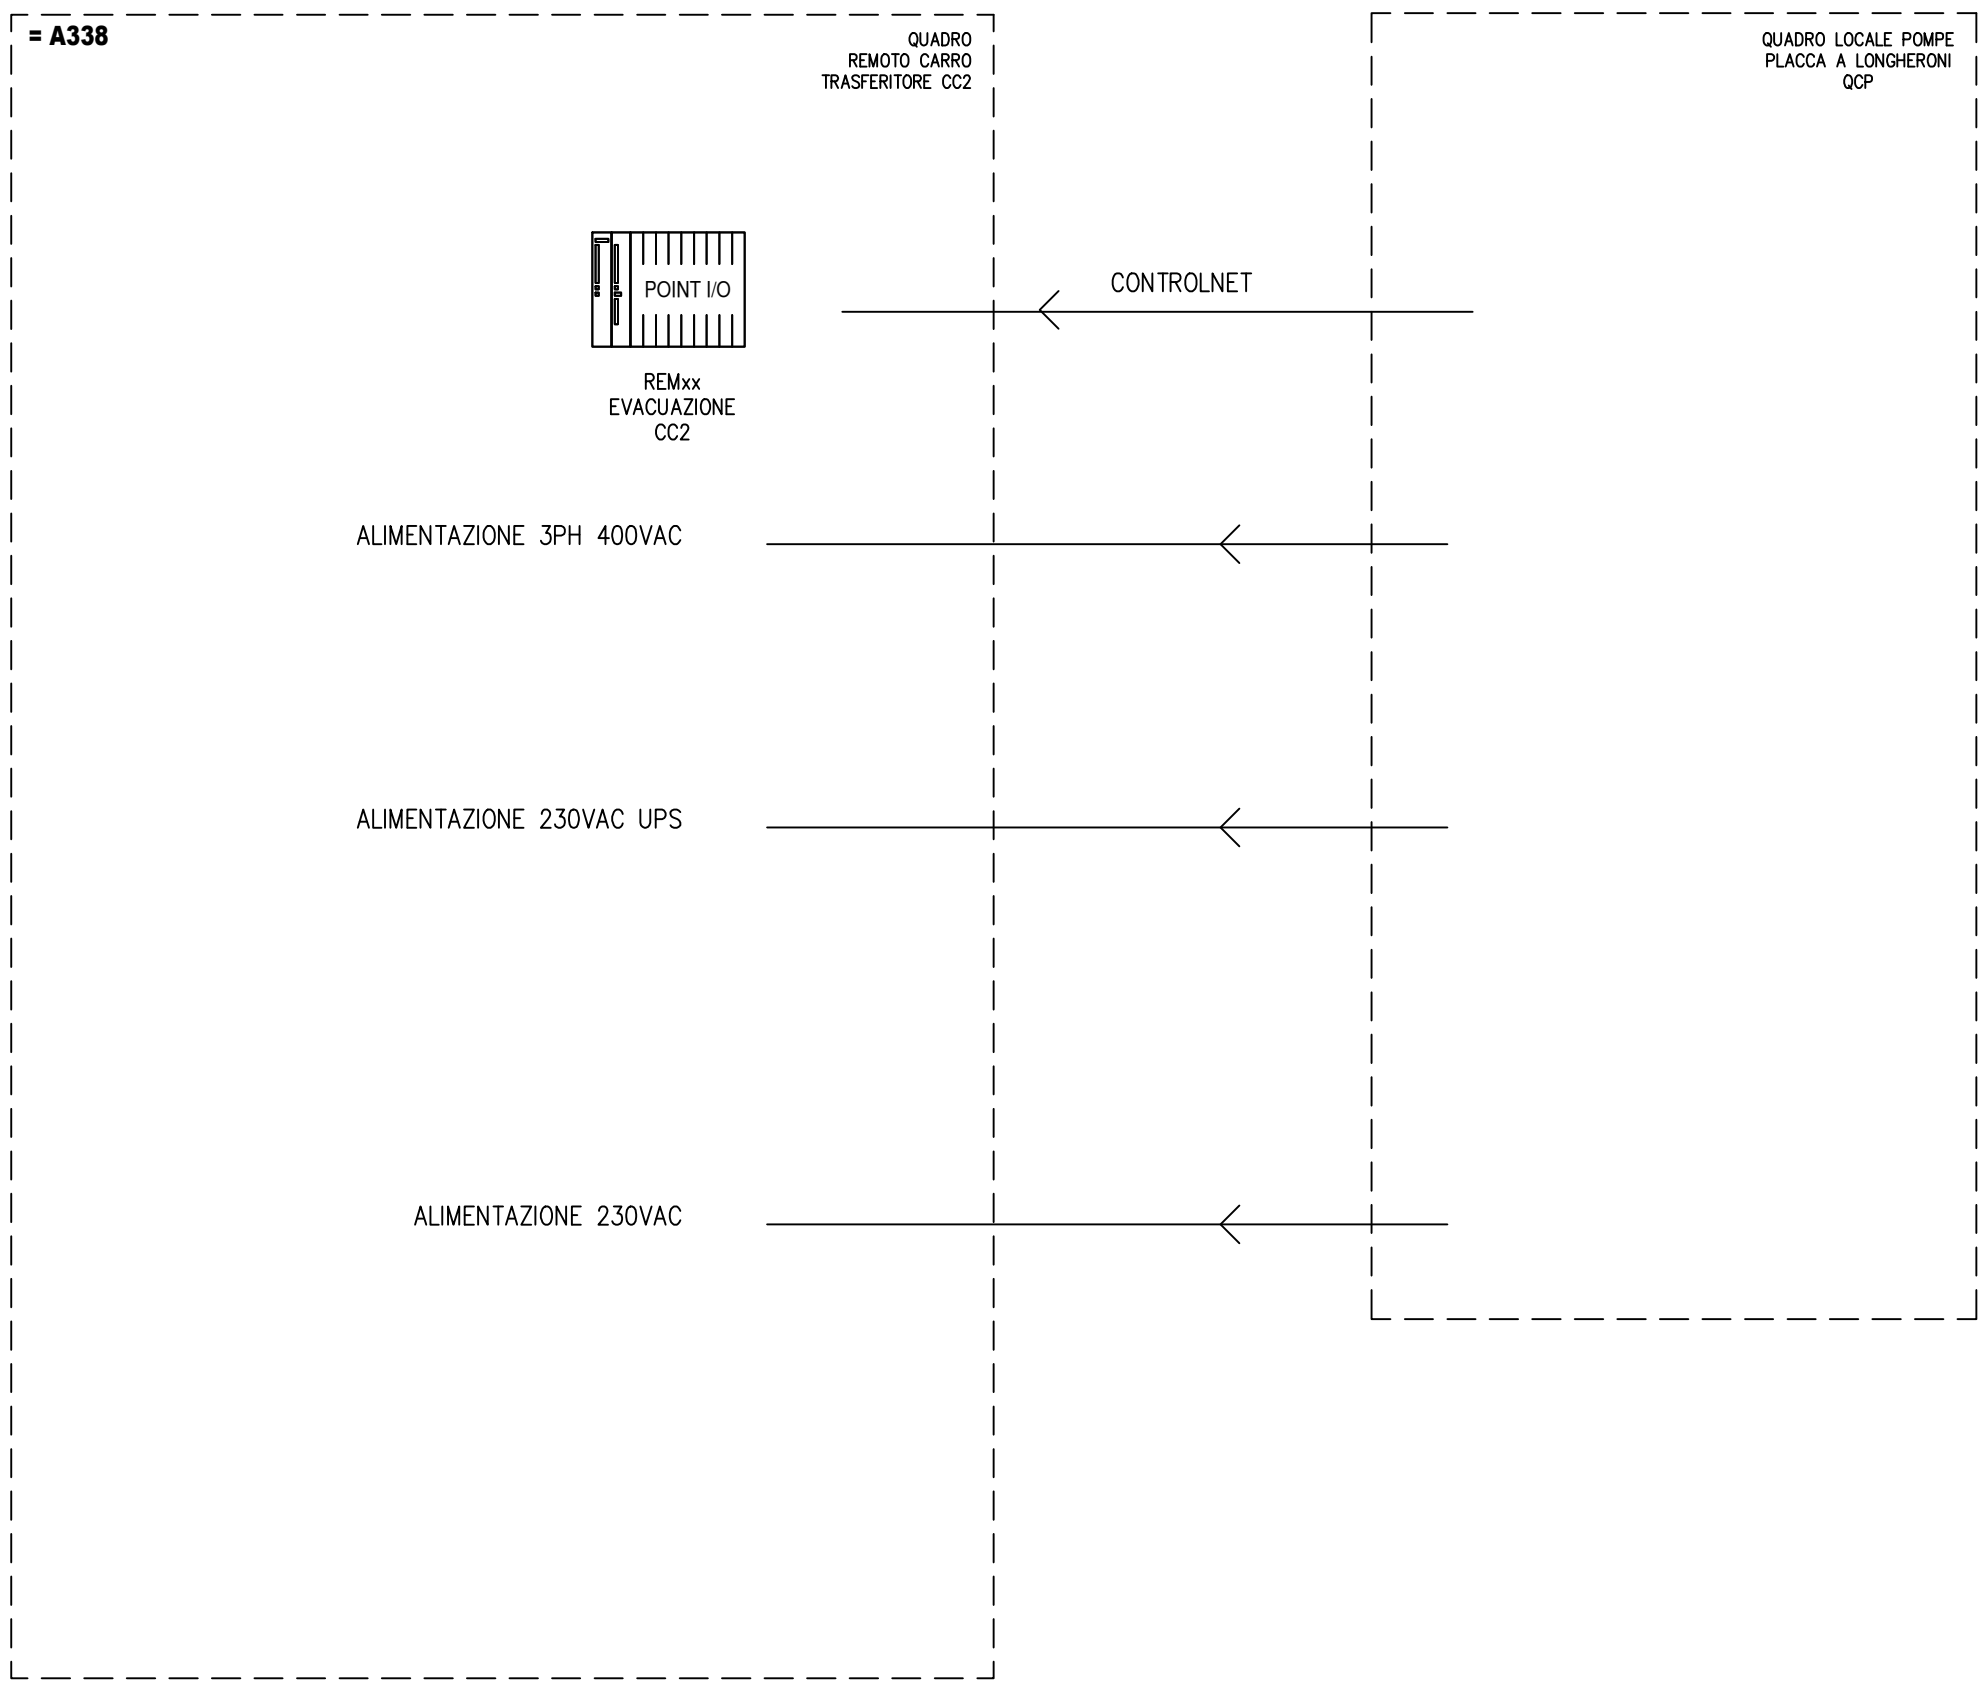 = A338
QUADRO
REMOTO CARRO
TRASFERITORE CC2
QUADRO LOCALE POMPE
PLACCA A LONGHERONI
QCP
POINT I/O
CONTROLNET
REMxx
EVACUAZIONE
CC2
ALIMENTAZIONE 3PH 400VAC
ALIMENTAZIONE 230VAC UPS
ALIMENTAZIONE 230VAC